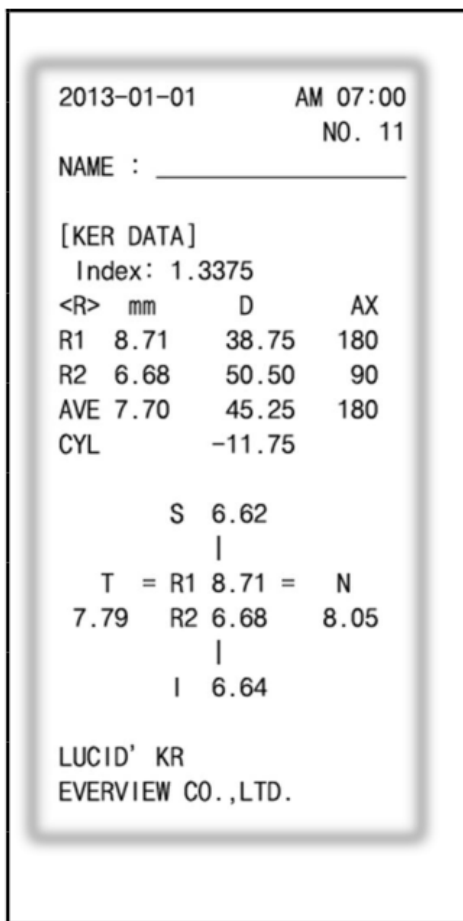 2013-01-01 AM 07:00
NO. 11
NAME : ____________________
[KER DATA]
Index: 1.3375
<R> mm D AX
R1 8.71 38.75 180
R2 6.68 50.50 90
AVE 7.70 45.25 180
CYL -11.75
S 6.62
|
T = R1 8.71 = N
7.79 R2 6.68 8.05
|
I 6.64
LUCID' KR
EVERVIEW CO.,LTD.